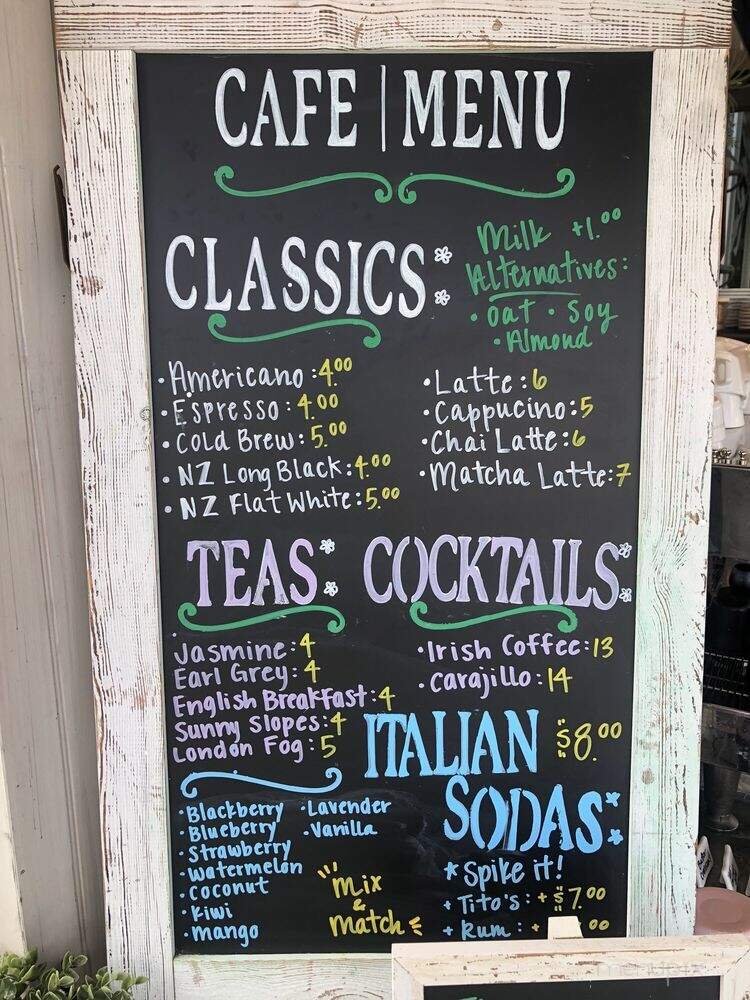 CAFE | MENU
CLASSICS
Milk +1.00
Alternatives:
• Oat • Soy
• Almond
• Americano: 4.00
• Espresso: 4.00
• Cold Brew: 5.00
• NZ Long Black: 4.00
• NZ Flat White: 5.00
• Latte: 6
• Cappucino: 5
• Chai Latte: 6
• Matcha Latte: 7
TEAS
Jasmine: 4
Earl Grey: 4
English Breakfast: 4
Sunny Slopes: 4
London Fog: 5
COCKTAILS
• Irish Coffee: 13
• Carajillo: 14
ITALIAN $8.00
SODAS
• Blackberry
• Blueberry
• Strawberry
• Watermelon
• Coconut
• Kiwi
• Mango
• Lavender
• Vanilla
Mix
&
Match
* Spike it!
+ Tito's: + $7.00
+ Rum: + 00